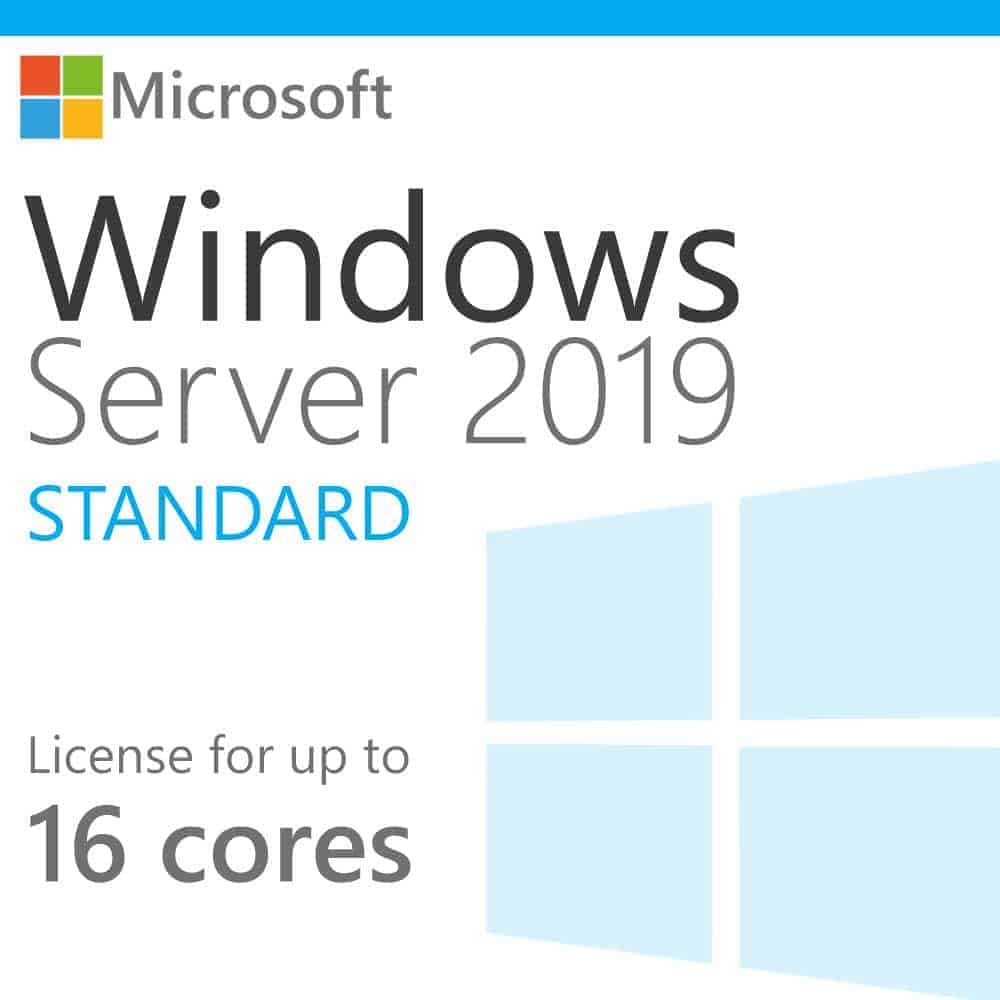 Microsoft
Windows
Server 2019
STANDARD
License for up to
16 cores